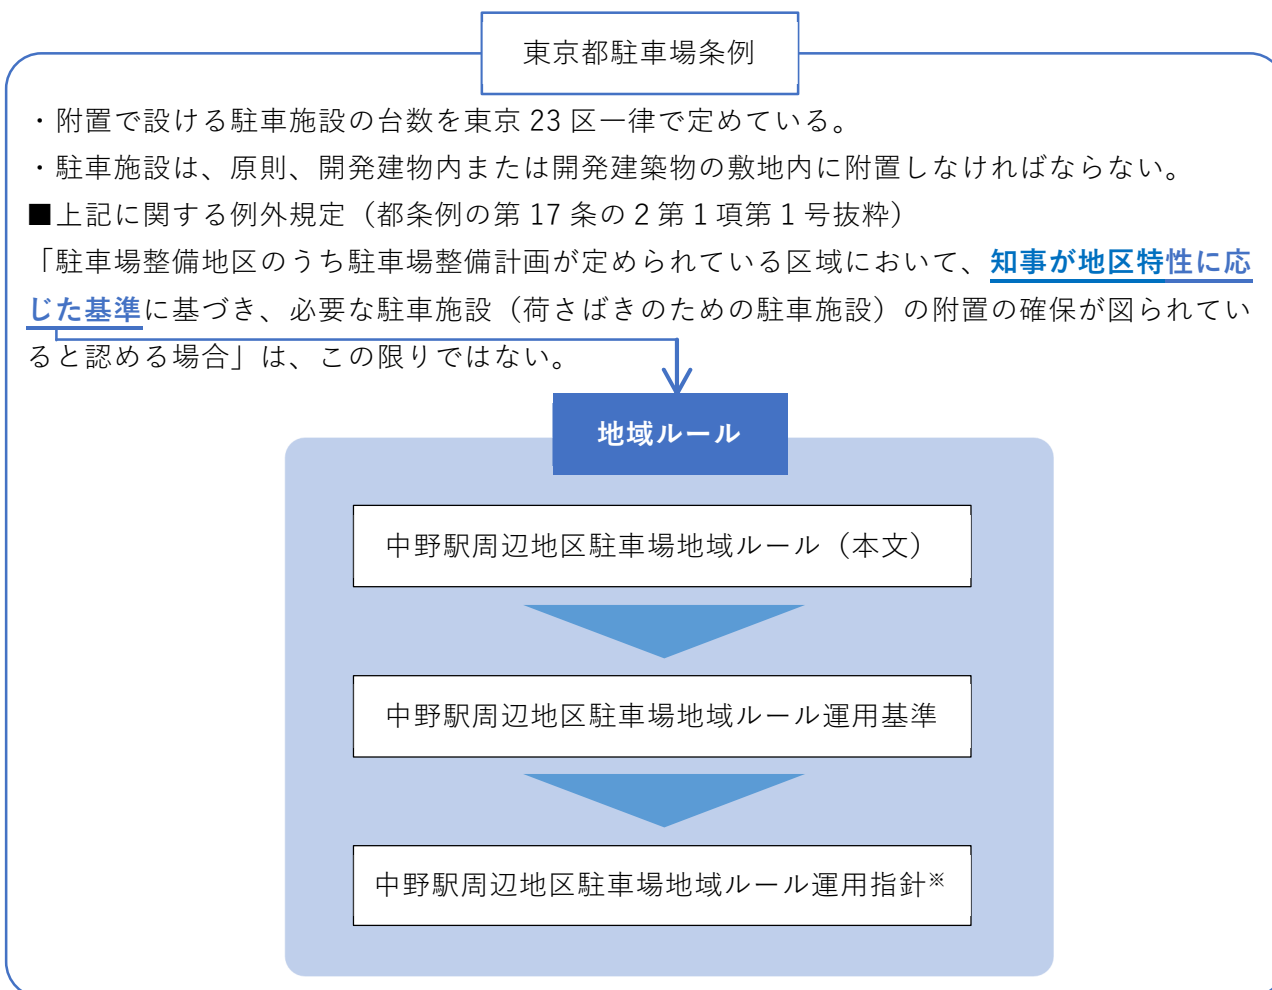 東京都駐車場条例
・附置で設ける駐車施設の台数を東京 23 区一律で定めている。
・駐車施設は、原則、開発建物内または開発建築物の敷地内に附置しなければならない。
■上記に関する例外規定（都条例の第 17 条の 2 第 1 項第 1 号抜粋）
「駐車場整備地区のうち駐車場整備計画が定められている区域において、知事が地区特性に応
じた基準に基づき、必要な駐車施設（荷さばきのための駐車施設）の附置の確保が図られてい
ると認める場合」は、この限りではない。
地域ルール
中野駅周辺地区駐車場地域ルール（本文）
中野駅周辺地区駐車場地域ルール運用基準
中野駅周辺地区駐車場地域ルール運用指針※